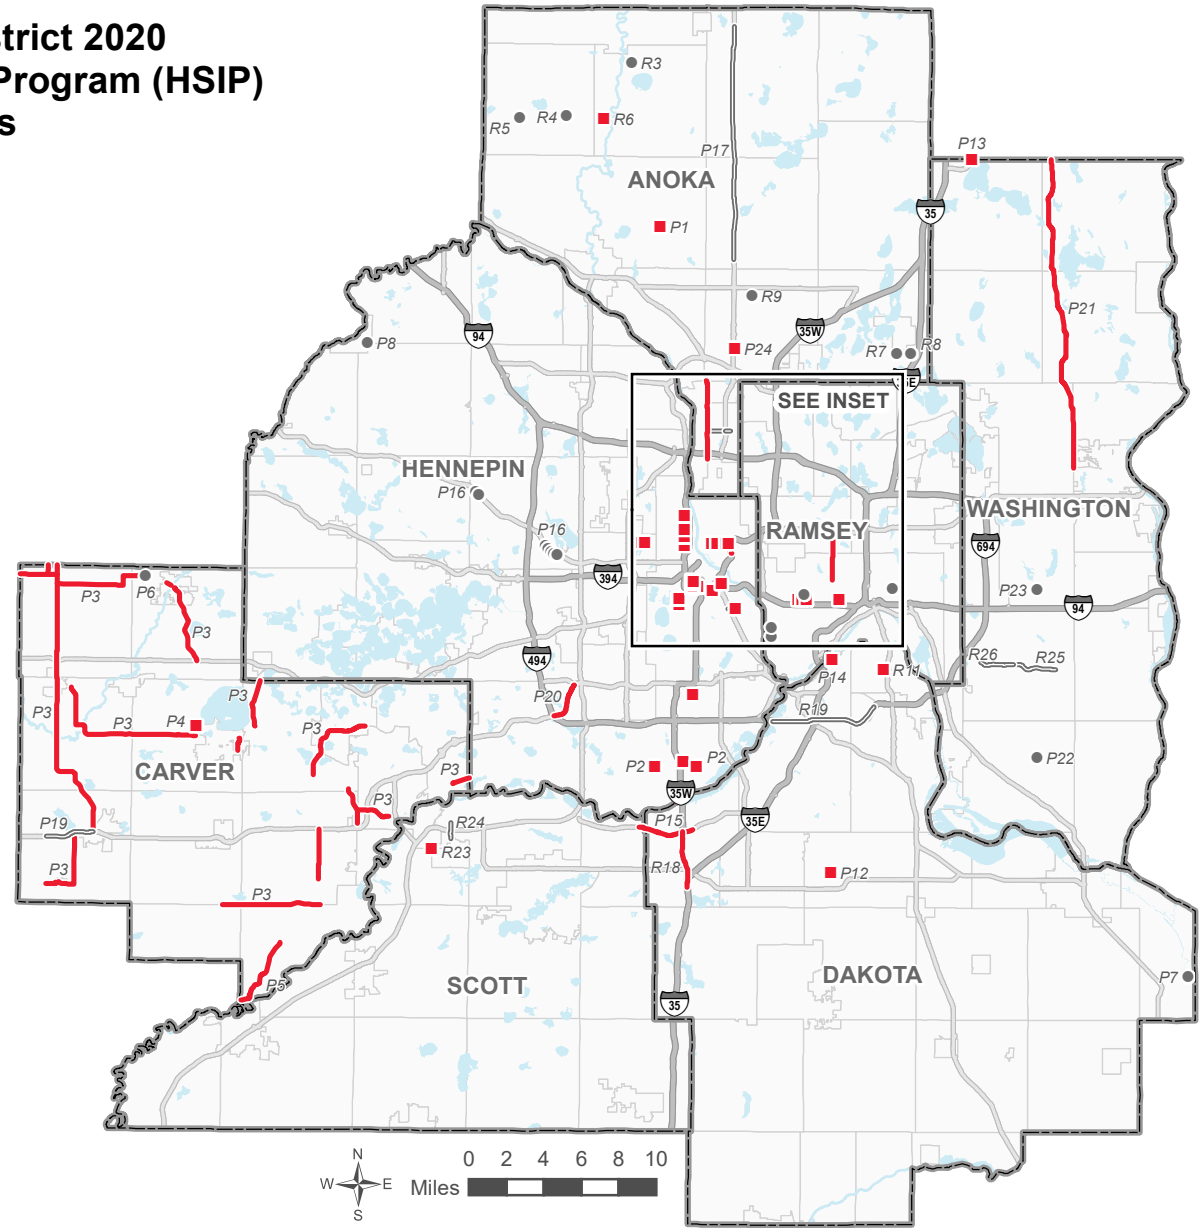 strict 2020
Program (HSIP)
s
R3
R5
R4
R6
P17
P13
ANOKA
35
P1
P21
R9
35W
94
P8
P24
R7
R8
35E
SEE INSET
HENNEPIN
P16
WASHINGTON
P16
RAMSEY
694
394
P3
P6
P23
94
P3
R26
R25
494
P14
R11
P3
P3
P20
P3
P4
P3
R19
CARVER
P3
P2
P2
P22
35W
P3
P19
R24
P15
35E
R23
P3
R18
P12
P3
SCOTT
DAKOTA
P7
P5
35
N
W
E
S
0 2 4 6 8 10
Miles